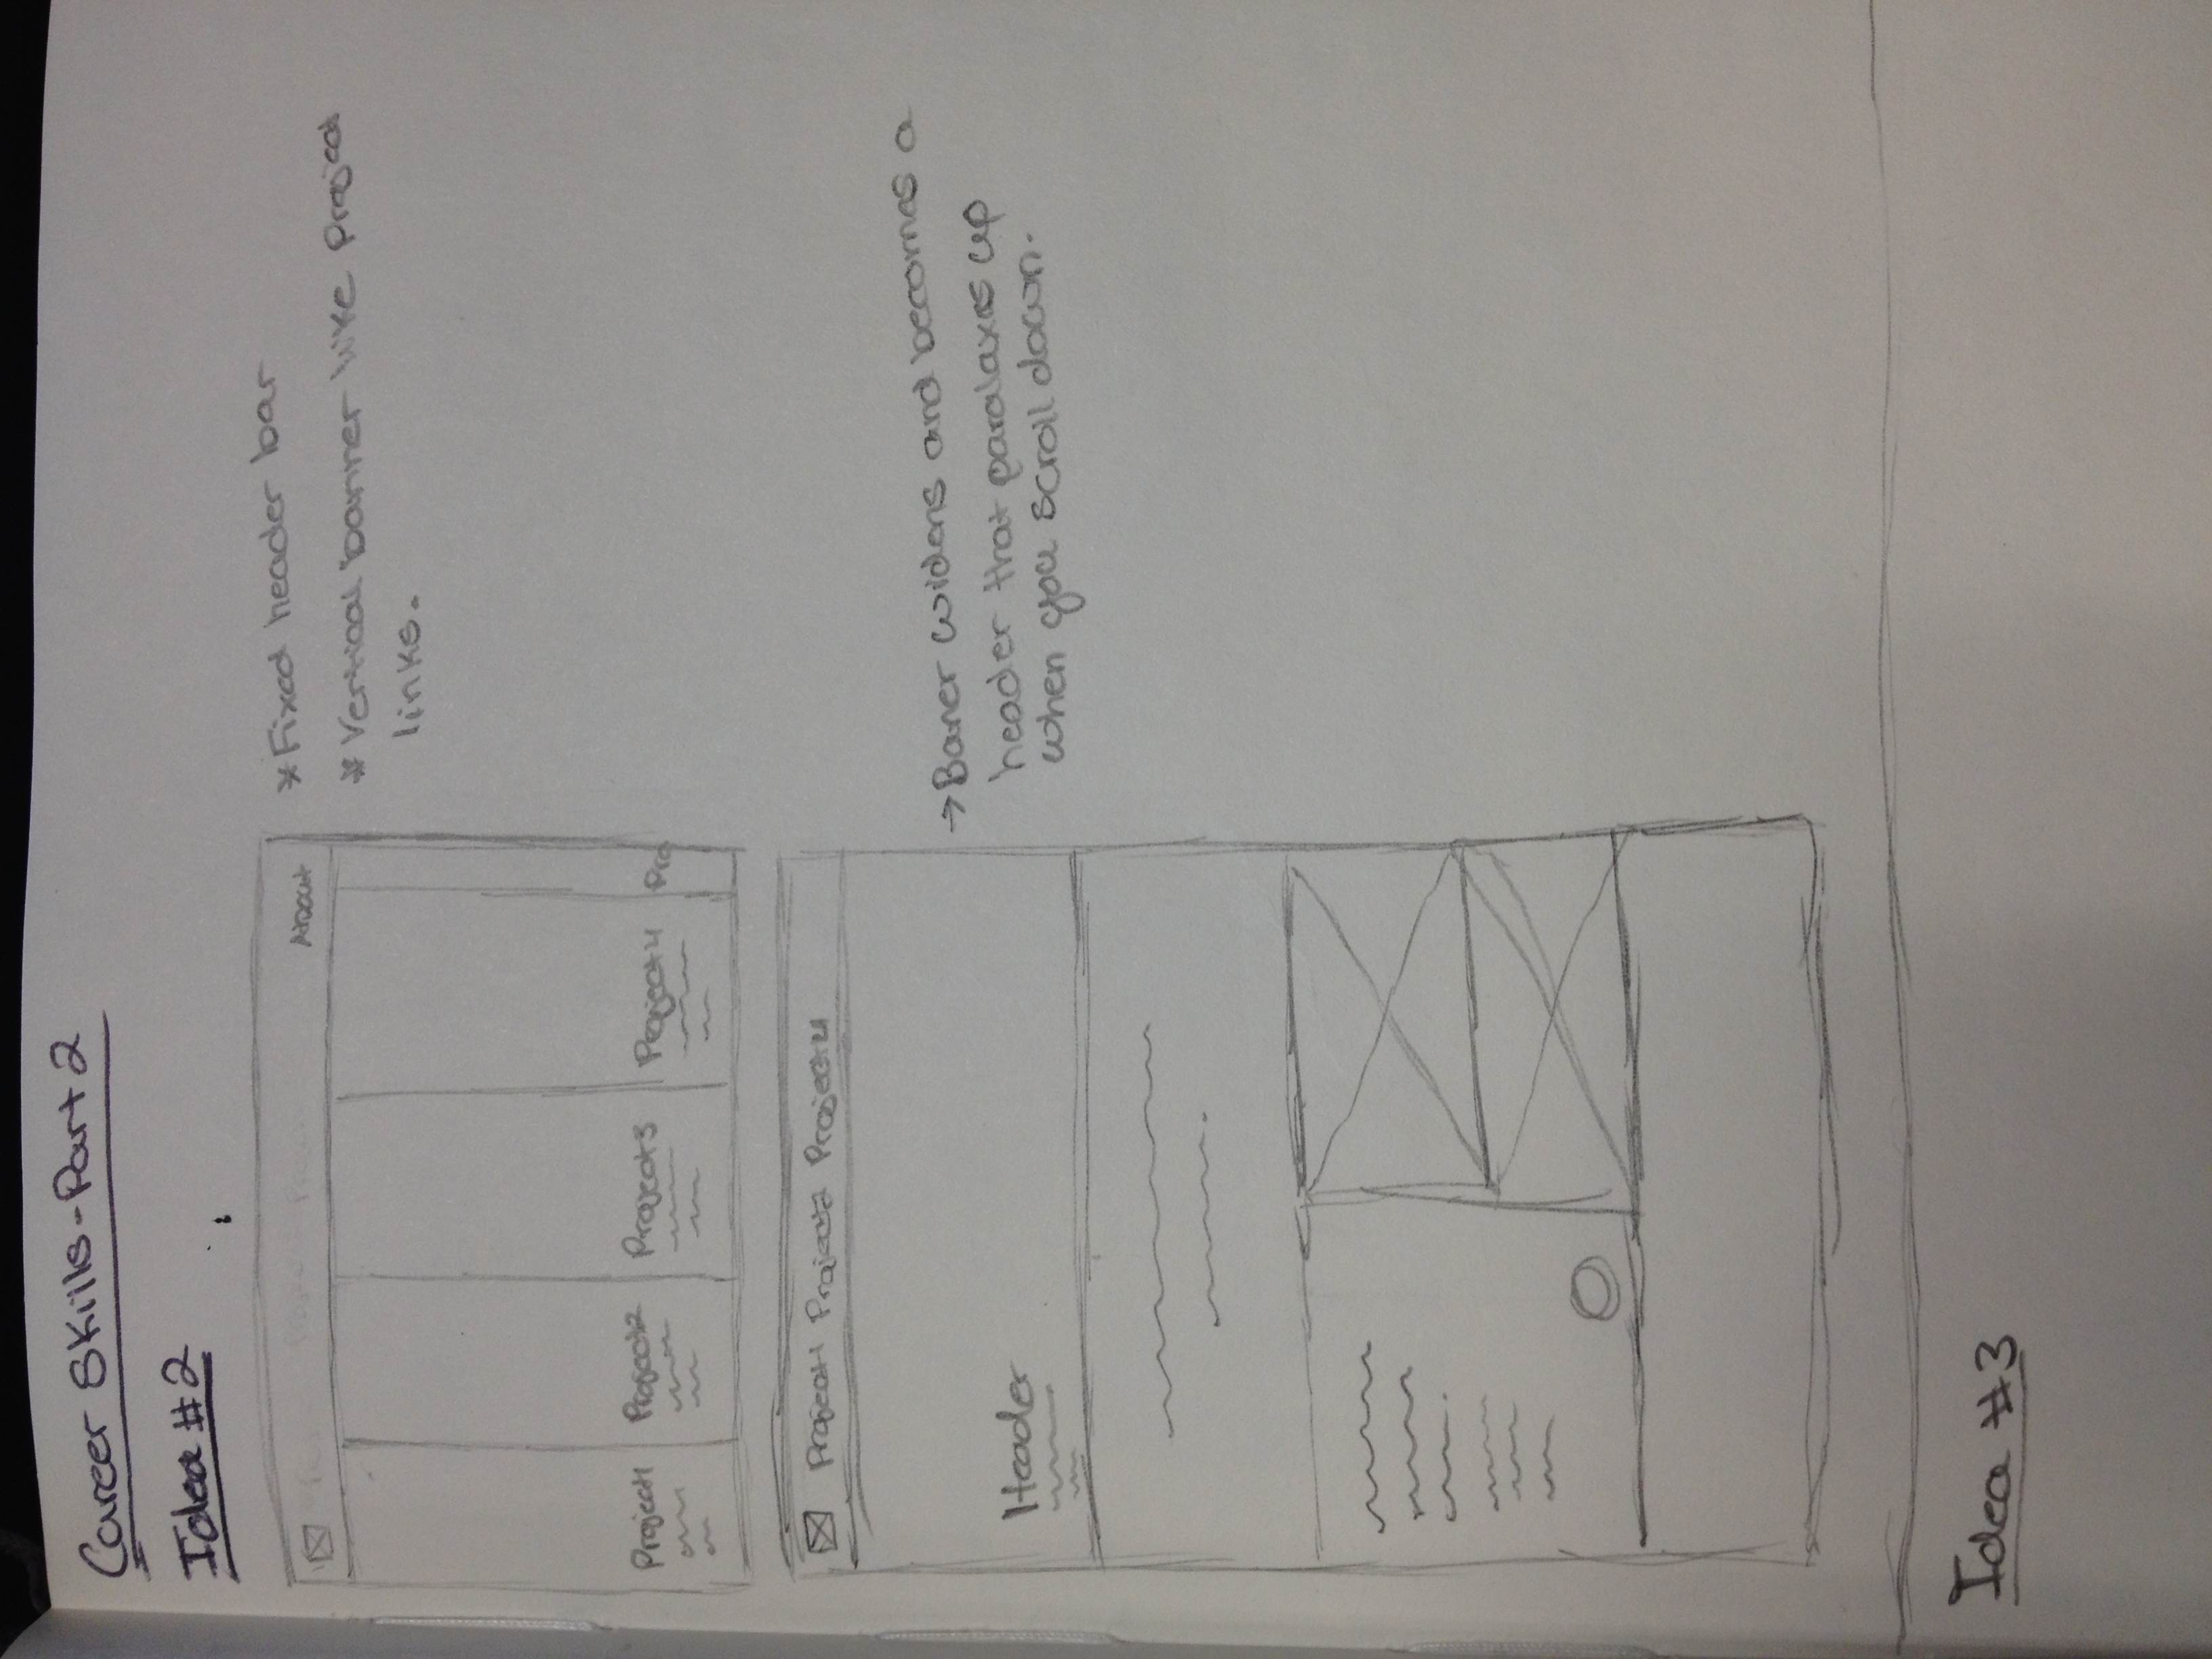 Career Skills - Part 2
Idea #2
About
* Fixed header bar
* Vertical banner like Project
links.
Project1 Project2 Project3 Project4 Pro
Project1 Project2 Project4
Header
→ Baner widens and becomes a
header that paralaxes up
when you scroll down.
Idea #3